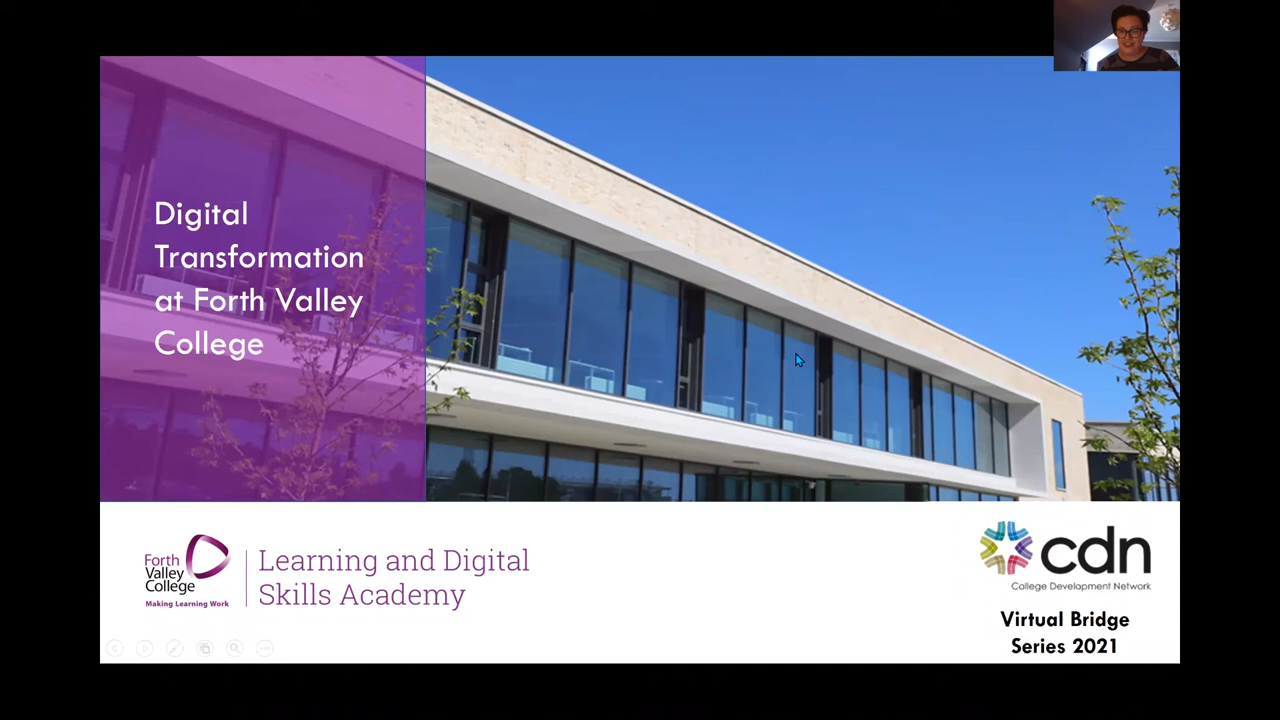 Digital
Transformation
at Forth Valley
College
Forth
Valley
College
Making Learning Work
Learning and Digital
Skills Academy
cdn
College Development Network
Virtual Bridge
Series 2021